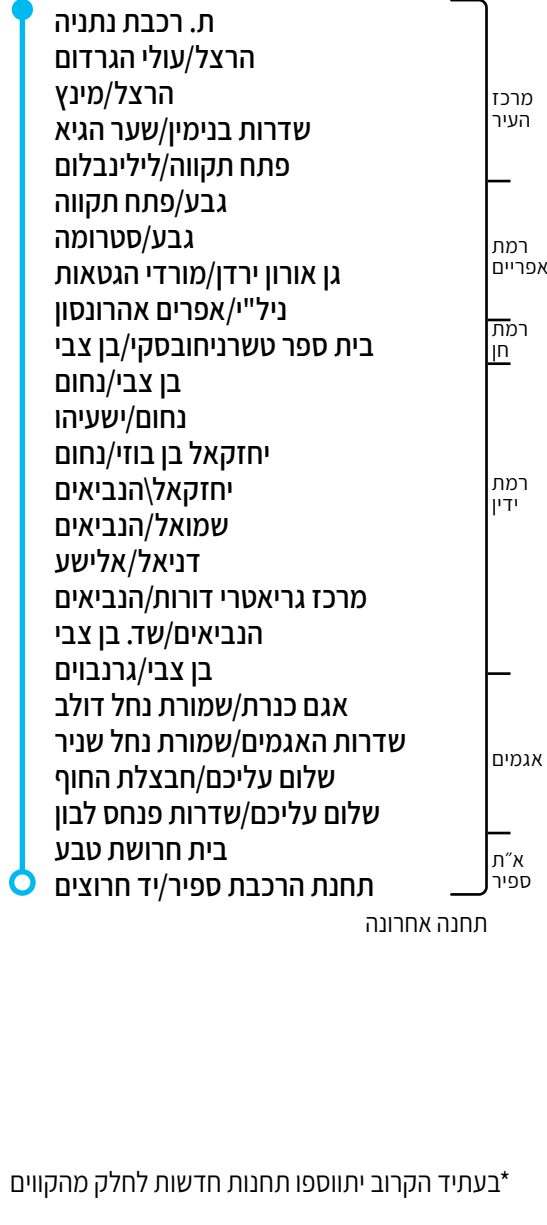 ת. רכבת נתניה
הרצל/עולי הגרדום
הרצל/מינץ
שדרות בנימין/שער הגיא
פתח תקווה/לילינבלום
גבע/פתח תקווה
גבע/סטרומה
גן אורון ירדן/מורדי הגטאות
ניל"י/אפרים אהרונסון
בית ספר טשרניחובסקי/בן צבי
בן צבי/נחום
נחום/ישעיהו
יחזקאל בן בוזי/נחום
יחזקאל\הנביאים
שמואל/הנביאים
דניאל/אלישע
מרכז גריאטרי דורות/הנביאים
הנביאים/שד. בן צבי
בן צבי/גרנבוים
אגם כנרת/שמורת נחל דולב
שדרות האגמים/שמורת נחל שניר
שלום עליכם/חבצלת החוף
שלום עליכם/שדרות פנחס לבון
בית חרושת טבע
תחנת הרכבת ספיר/יד חרוצים
מרכז
העיר
רמת
אפריים
רמת
חן
רמת
ידין
אגמים
א״ת
ספיר
תחנה אחרונה
*בעתיד הקרוב יתווספו תחנות חדשות לחלק מהקווים